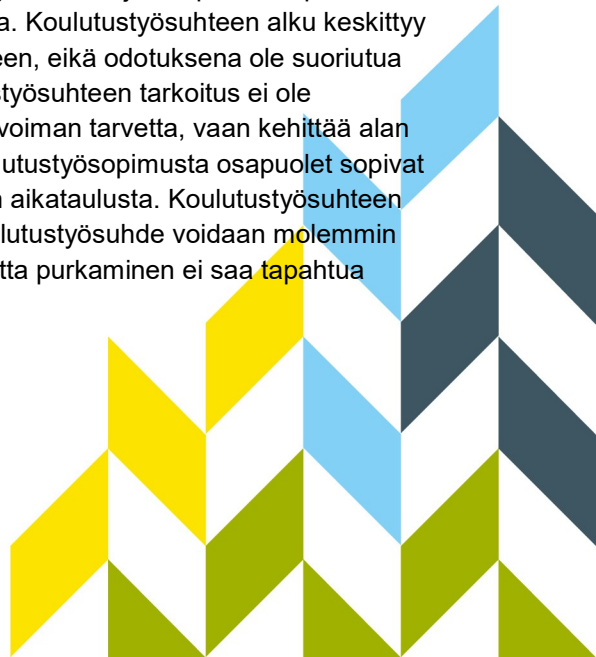 a. Koulutustyösuhteen alku keskittyy
een, eikä odotuksena ole suoriutua
styösuhteen tarkoitus ei ole
voiman tarvetta, vaan kehittää alan
lutustyösopimusta osapuolet sopivat
aikataulusta. Koulutustyösuhteen
lutustyösuhde voidaan molemmin
tta purkaminen ei saa tapahtua